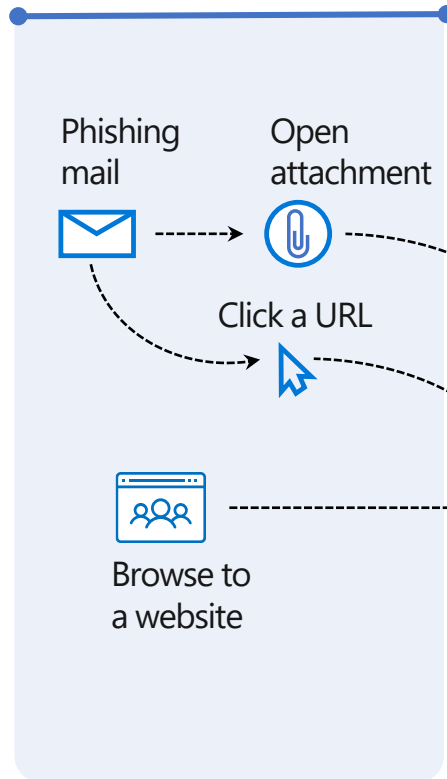 Phishing
mail
Open
attachment
Click a URL
Browse to
a website